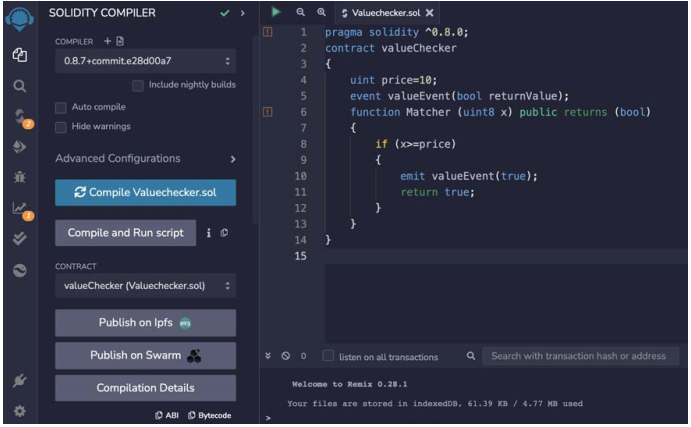 SOLIDITY COMPILER
COMPILER
0.8.7+commit.e28d00a7
Include nightly builds
Auto compile
Hide warnings
Advanced Configurations
Compile Valuechecker.sol
Compile and Run script
CONTRACT
valueChecker (Valuechecker.sol)
Publish on Ipfs
Publish on Swarm
Compilation Details
ABI Bytecode
2
1
Valuechecker.sol
1 pragma solidity ^0.8.0;
2 contract valueChecker
3 {
4 uint price=10;
5 event valueEvent(bool returnValue);
6 function Matcher (uint8 x) public returns (bool)
7 {
8 if (x>=price)
9 {
10 emit valueEvent(true);
11 return true;
12 }
13 }
14 }
15
0 listen on all transactions Search with transaction hash or address
Welcome to Remix 0.28.1
Your files are stored in indexedDB, 61.39 KB / 4.77 MB used
>